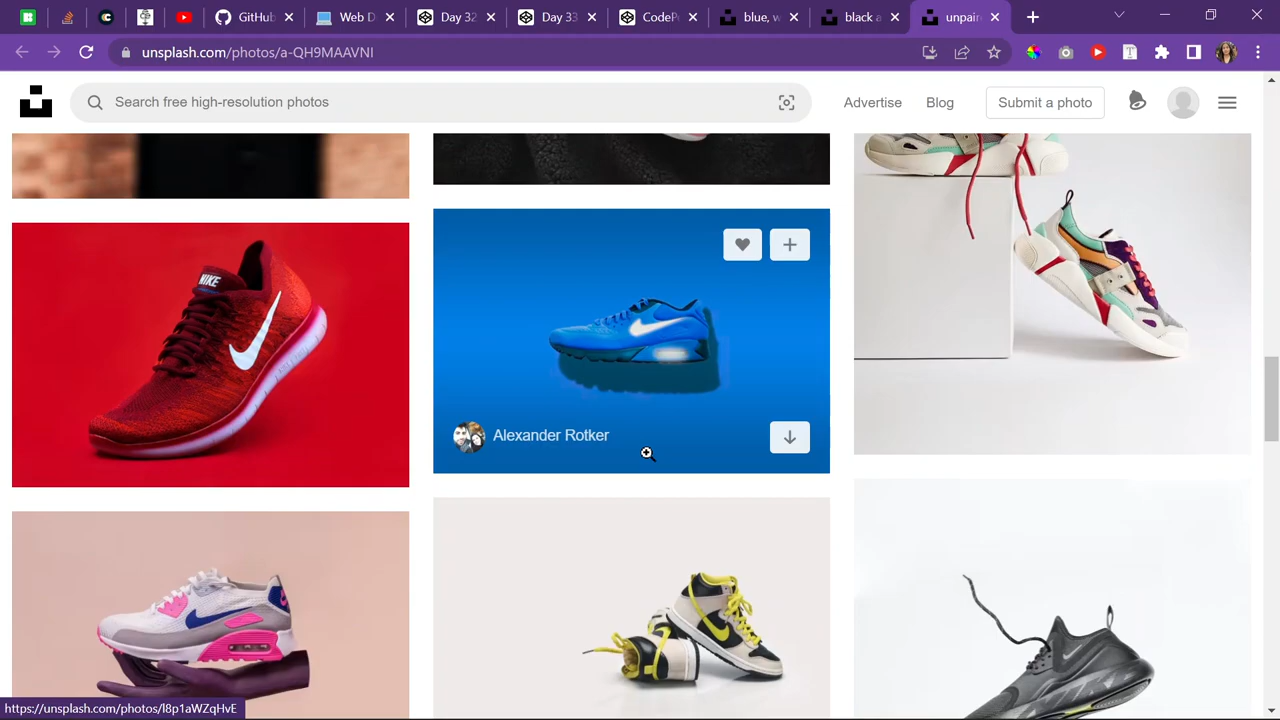 GitHub
Web D
Day 32
Day 33
CodePe
blue, w
black a
unpair
unsplash.com/photos/a-QH9MAAVNI
Search free high-resolution photos
Advertise
Blog
Submit a photo
NIKE
Alexander Rotker
https://unsplash.com/photos/l8p1aWZqHvE